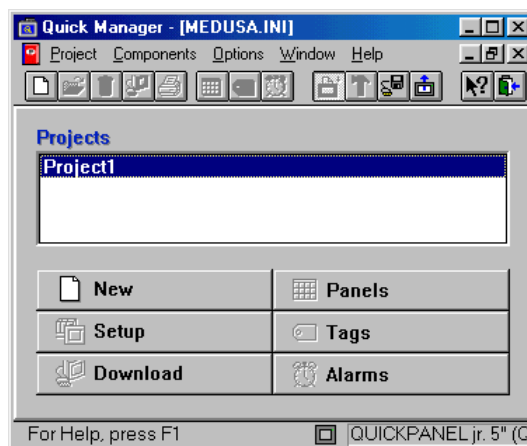 Quick Manager - [MEDUSA.INI]
Project Components Options Window Help
Projects
Project1
New Panels
Setup Tags
Download Alarms
For Help, press F1 QUICKPANEL jr. 5" (